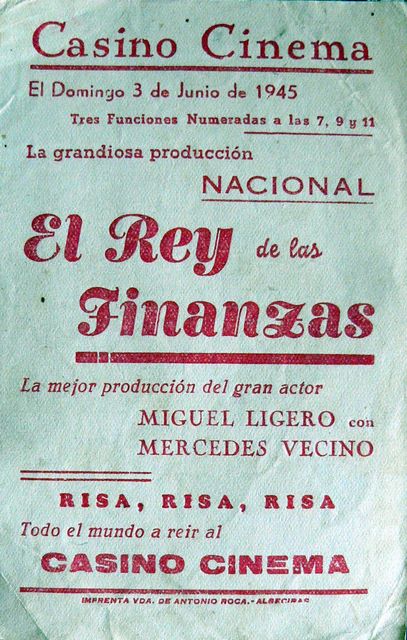 Casino Cinema
El Domingo 3 de Junio de 1945
Tres Funciones Numeradas a las 7, 9 y 11
La grandiosa producción
NACIONAL
El Rey de las
Finanzas
La mejor producción del gran actor
MIGUEL LIGERO con
MERCEDES VECINO
RISA, RISA, RISA
Todo el mundo a reir al
CASINO CINEMA
IMPRENTA VDA. DE ANTONIO ROCA.-ALGECIRAS